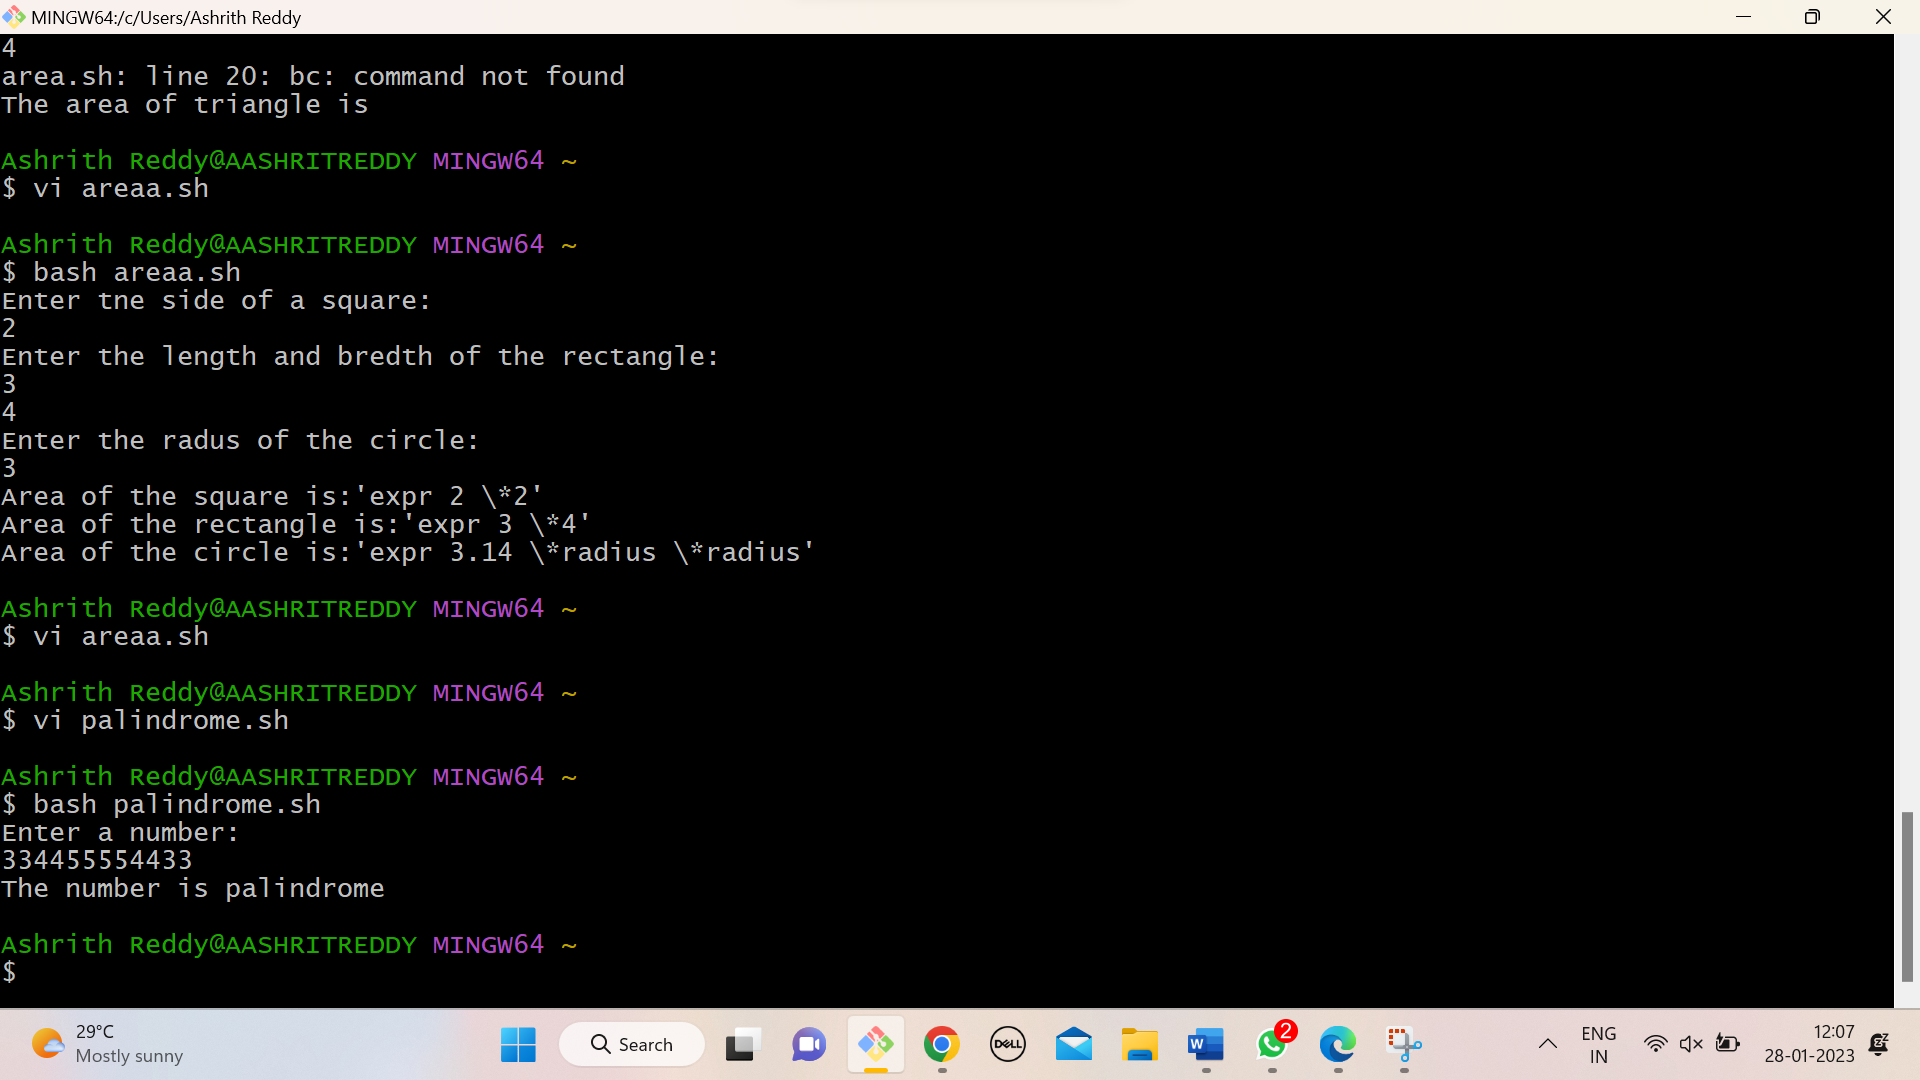 MINGW64:/c/Users/Ashrith Reddy
4
area.sh: line 20: bc: command not found
The area of triangle is
Ashrith Reddy@AASHRITREDDY MINGW64 ~
$ vi areaa.sh
Ashrith Reddy@AASHRITREDDY MINGW64 ~
$ bash areaa.sh
Enter tne side of a square:
2
Enter the length and bredth of the rectangle:
3
4
Enter the radus of the circle:
3
Area of the square is:'expr 2 \*2'
Area of the rectangle is:'expr 3 \*4'
Area of the circle is:'expr 3.14 \*radius \*radius'
Ashrith Reddy@AASHRITREDDY MINGW64 ~
$ vi areaa.sh
Ashrith Reddy@AASHRITREDDY MINGW64 ~
$ vi palindrome.sh
Ashrith Reddy@AASHRITREDDY MINGW64 ~
$ bash palindrome.sh
Enter a number:
334455554433
The number is palindrome
Ashrith Reddy@AASHRITREDDY MINGW64 ~
$
29°C
Mostly sunny
Search
DELL
W
2
ENG
IN
12:07
28-01-2023